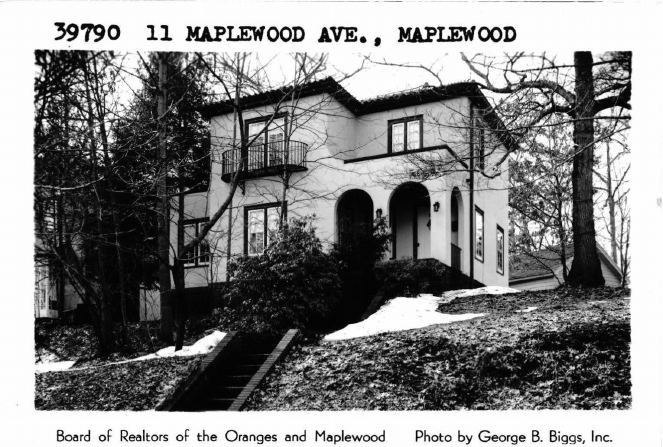 39790 11 MAPLEWOOD AVE., MAPLEWOOD
Board of Realtors of the Oranges and Maplewood Photo by George B. Biggs, Inc.